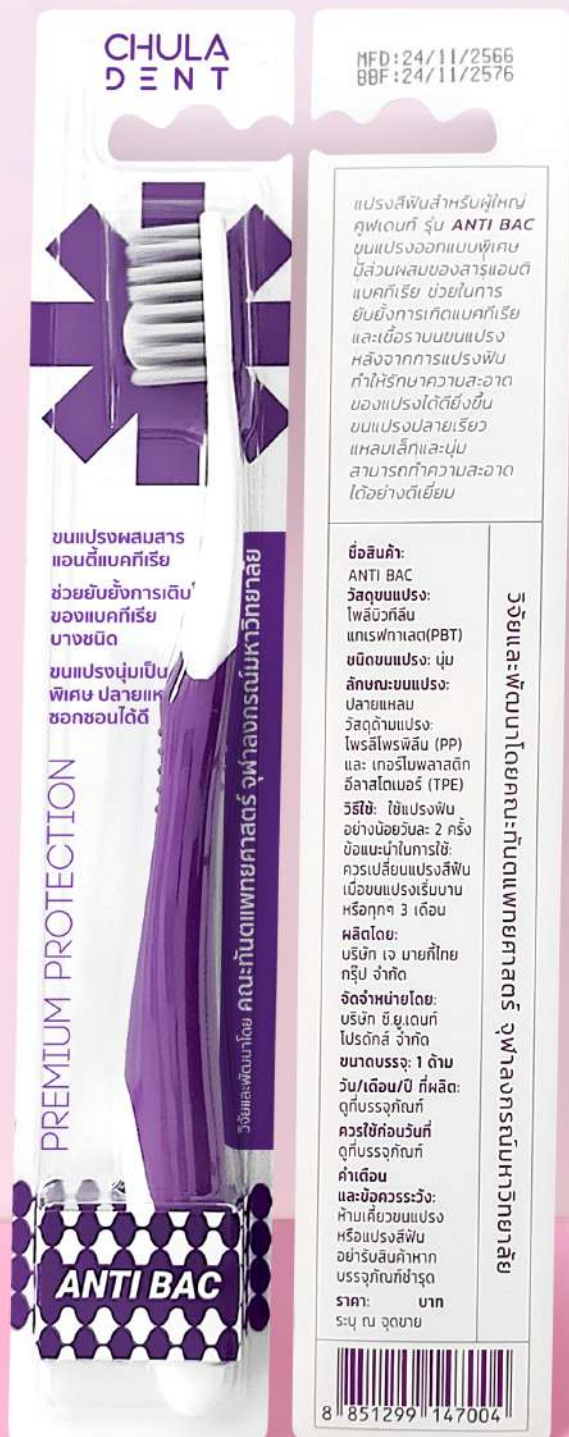 CHULA
DENT
ขนแปรงผสมสาร
แอนตี้แบคทีเรีย
ช่วยยับยั้งการเติบ
ของแบคทีเรีย
บางชนิด
ขนแปรงนุ่มเป็น
พิเศษ ปลายแห
ซอกซอนได้ดี
PREMIUM PROTECTION
วิจัยและพัฒนาโดย คณะทันตแพทยศาสตร์ จุฬาลงกรณ์มหาวิทยาลัย
ANTI BAC
MFD:24/11/2566
BBF:24/11/2576
แปรงสีฟันสำหรับผู้ใหญ่
คูฬเดนท์ รุ่น ANTI BAC
ขนแปรงออกแบบพิเศษ
มีส่วนผสมของสารแอนติ
แบคทีเรีย ช่วยในการ
ยับยั้งการเกิดแบคทีเรีย
และเชื้อราบนขนแปรง
หลังจากการแปรงฟัน
ทำให้รักษาความสะอาด
ของแปรงได้ดียิ่งขึ้น
ขนแปรงปลายเรียว
แหลมเล็กและนุ่ม
สามารถทำความสะอาด
ได้อย่างดีเยี่ยม
ชื่อสินค้า:
ANTI BAC
วัสดุขนแปรง:
โพลีบิวทีลีน
แทเรฟทาเลต(PBT)
ชนิดขนแปรง: นุ่ม
ลักษณะขนแปรง:
ปลายแหลม
วัสดุด้ามแปรง:
โพรลีโพรพิลีน (PP)
และ เทอร์โมพลาสติก
อีลาสโตเมอร์ (TPE)
วิธีใช้: ใช้แปรงฟัน
อย่างน้อยวันละ 2 ครั้ง
ข้อแนะนำในการใช้:
ควรเปลี่ยนแปรงสีฟัน
เมื่อขนแปรงเริ่มบาน
หรือทุกๆ 3 เดือน
ผลิตโดย:
บริษัท เจ มายกี้ไทย
กรุ๊ป จำกัด
จัดจำหน่ายโดย:
บริษัท ซี.ยู.เดนท์
โปรดักส์ จำกัด
ขนาดบรรจุ: 1 ด้าม
วัน/เดือน/ปี ที่ผลิต:
ดูที่บรรจุภัณฑ์
ควรใช้ก่อนวันที่
ดูที่บรรจุภัณฑ์
คำเตือน
และข้อควรระวัง:
ห้ามเคี้ยวขนแปรง
หรือแปรงสีฟัน
อย่ารับสินค้าหาก
บรรจุภัณฑ์ชำรุด
ราคา: บาท
ระบุ ณ จุดขาย
วิจัยและพัฒนาโดยคณะทันตแพทยศาสตร์ จุฬาลงกรณ์มหาวิทยาลัย
8 851299 147004